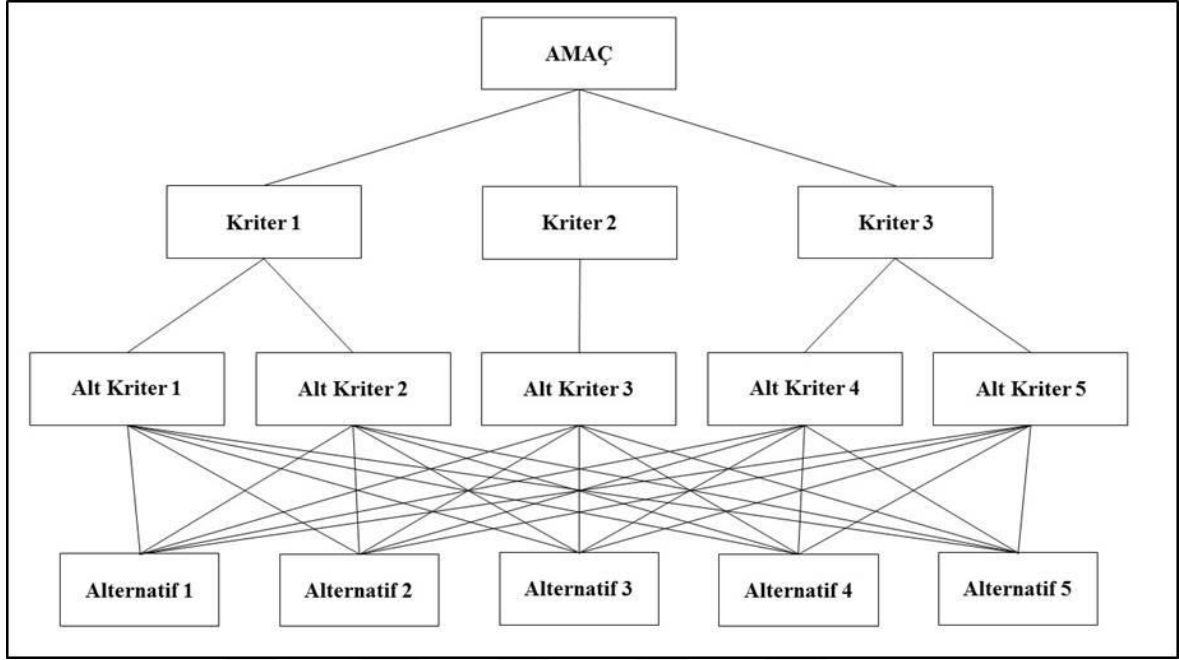 AMAÇ
Kriter 1
Kriter 2
Kriter 3
Alt Kriter 1
Alt Kriter 2
Alt Kriter 3
Alt Kriter 4
Alt Kriter 5
Alternatif 1
Alternatif 2
Alternatif 3
Alternatif 4
Alternatif 5